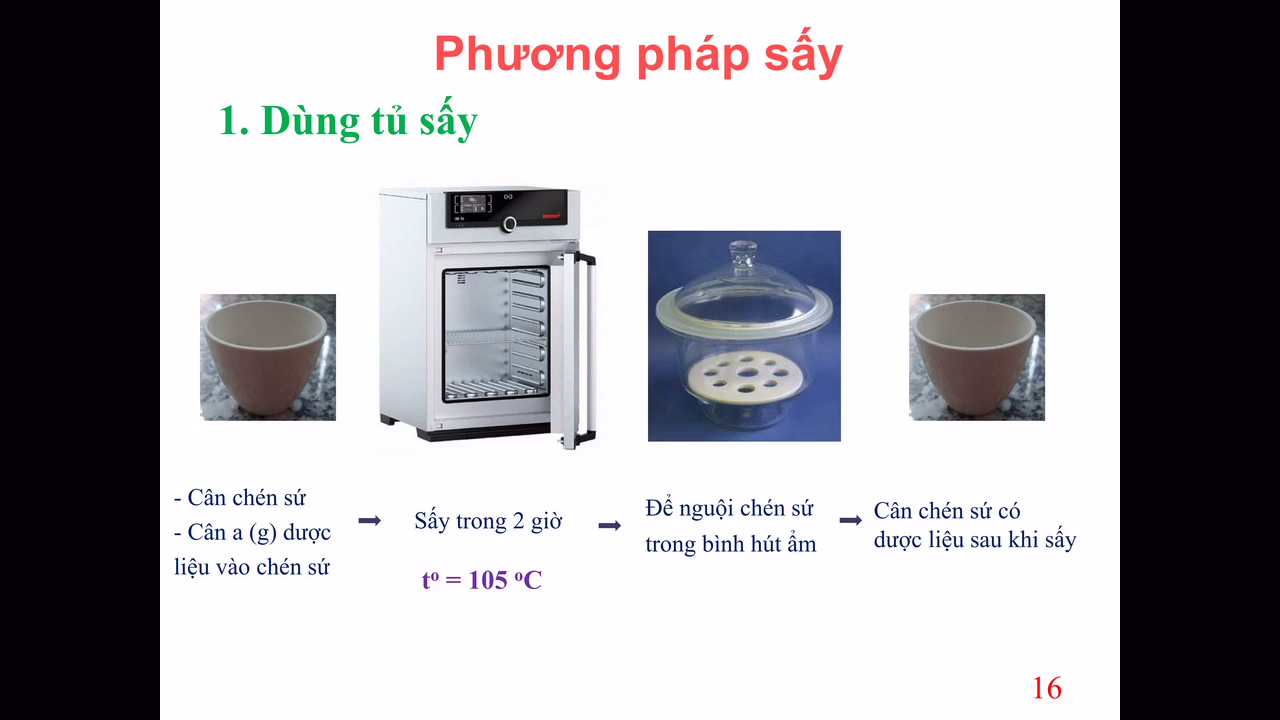 Phương pháp sấy
1. Dùng tủ sấy
- Cân chén sứ
- Cân a (g) dược
liệu vào chén sứ
Sấy trong 2 giờ
tº = 105 ºC
Để nguội chén sứ
trong bình hút ẩm
Cân chén sứ có
dược liệu sau khi sấy
16